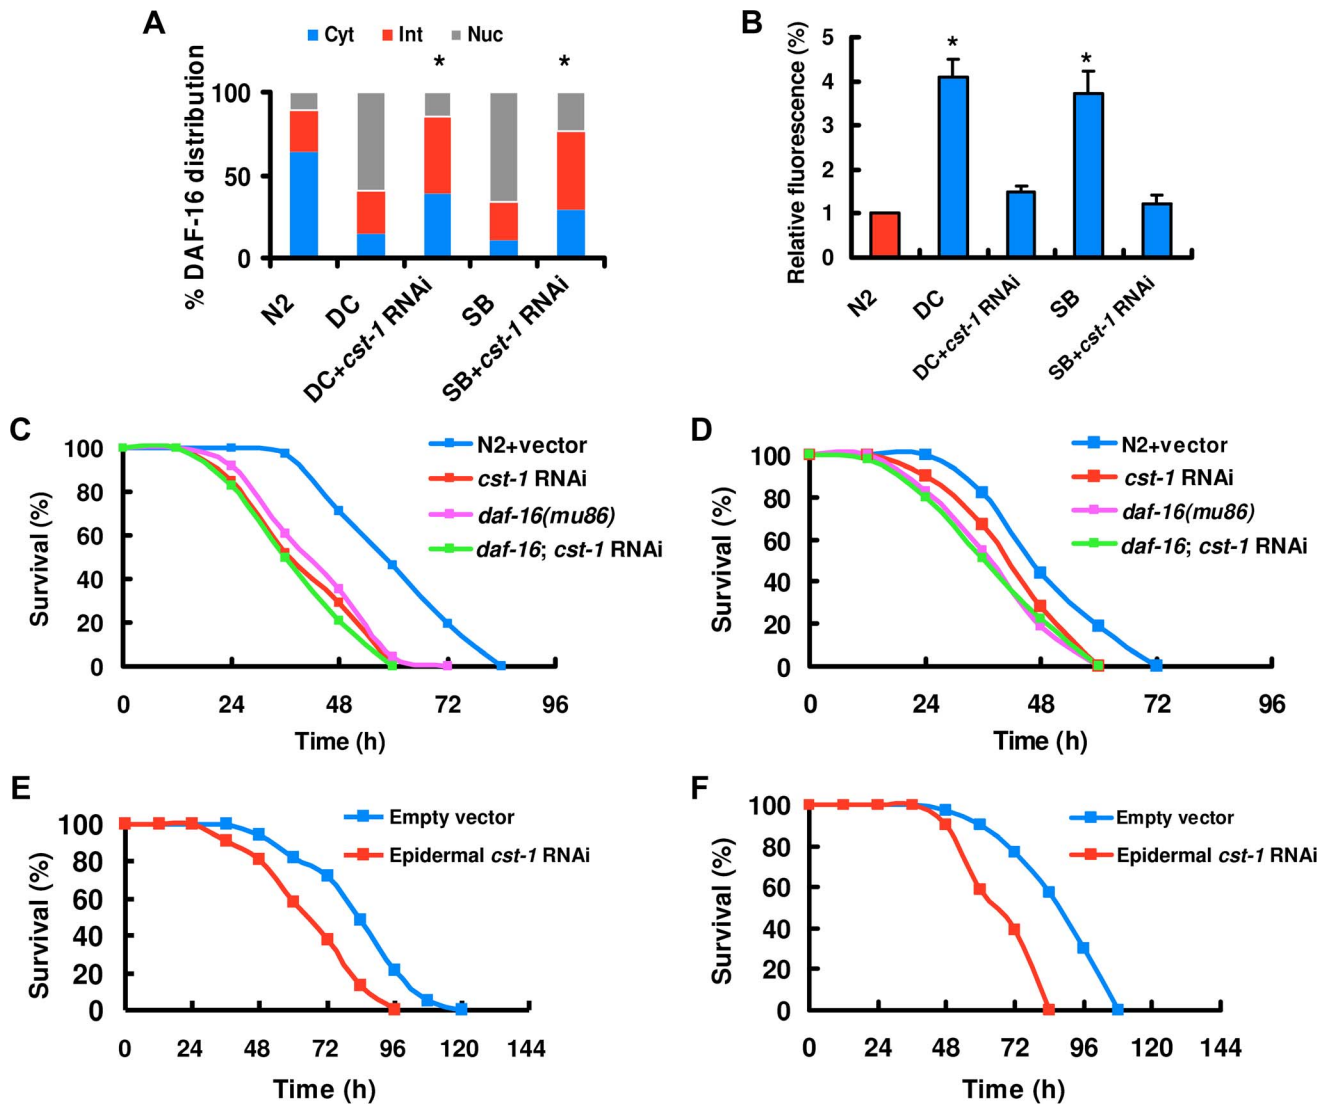 A
Cyt Int Nuc
* *
% DAF-16 distribution
100
50
0
N2
DC
DC+cst-1 RNAi
SB
SB+cst-1 RNAi
B
Relative fluorescence (%)
* *
5
4
3
2
1
0
N2
DC
DC+cst-1 RNAi
SB
SB+cst-1 RNAi
C
Survival (%)
100
80
60
40
20
0
N2+vector
cst-1 RNAi
daf-16(mu86)
daf-16; cst-1 RNAi
0 24 48 72 96
Time (h)
D
Survival (%)
100
80
60
40
20
0
N2+vector
cst-1 RNAi
daf-16(mu86)
daf-16; cst-1 RNAi
0 24 48 72 96
Time (h)
E
Survival (%)
100
80
60
40
20
0
Empty vector
Epidermal cst-1 RNAi
0 24 48 72 96 120 144
Time (h)
F
Survival (%)
100
80
60
40
20
0
Empty vector
Epidermal cst-1 RNAi
0 24 48 72 96 120 144
Time (h)